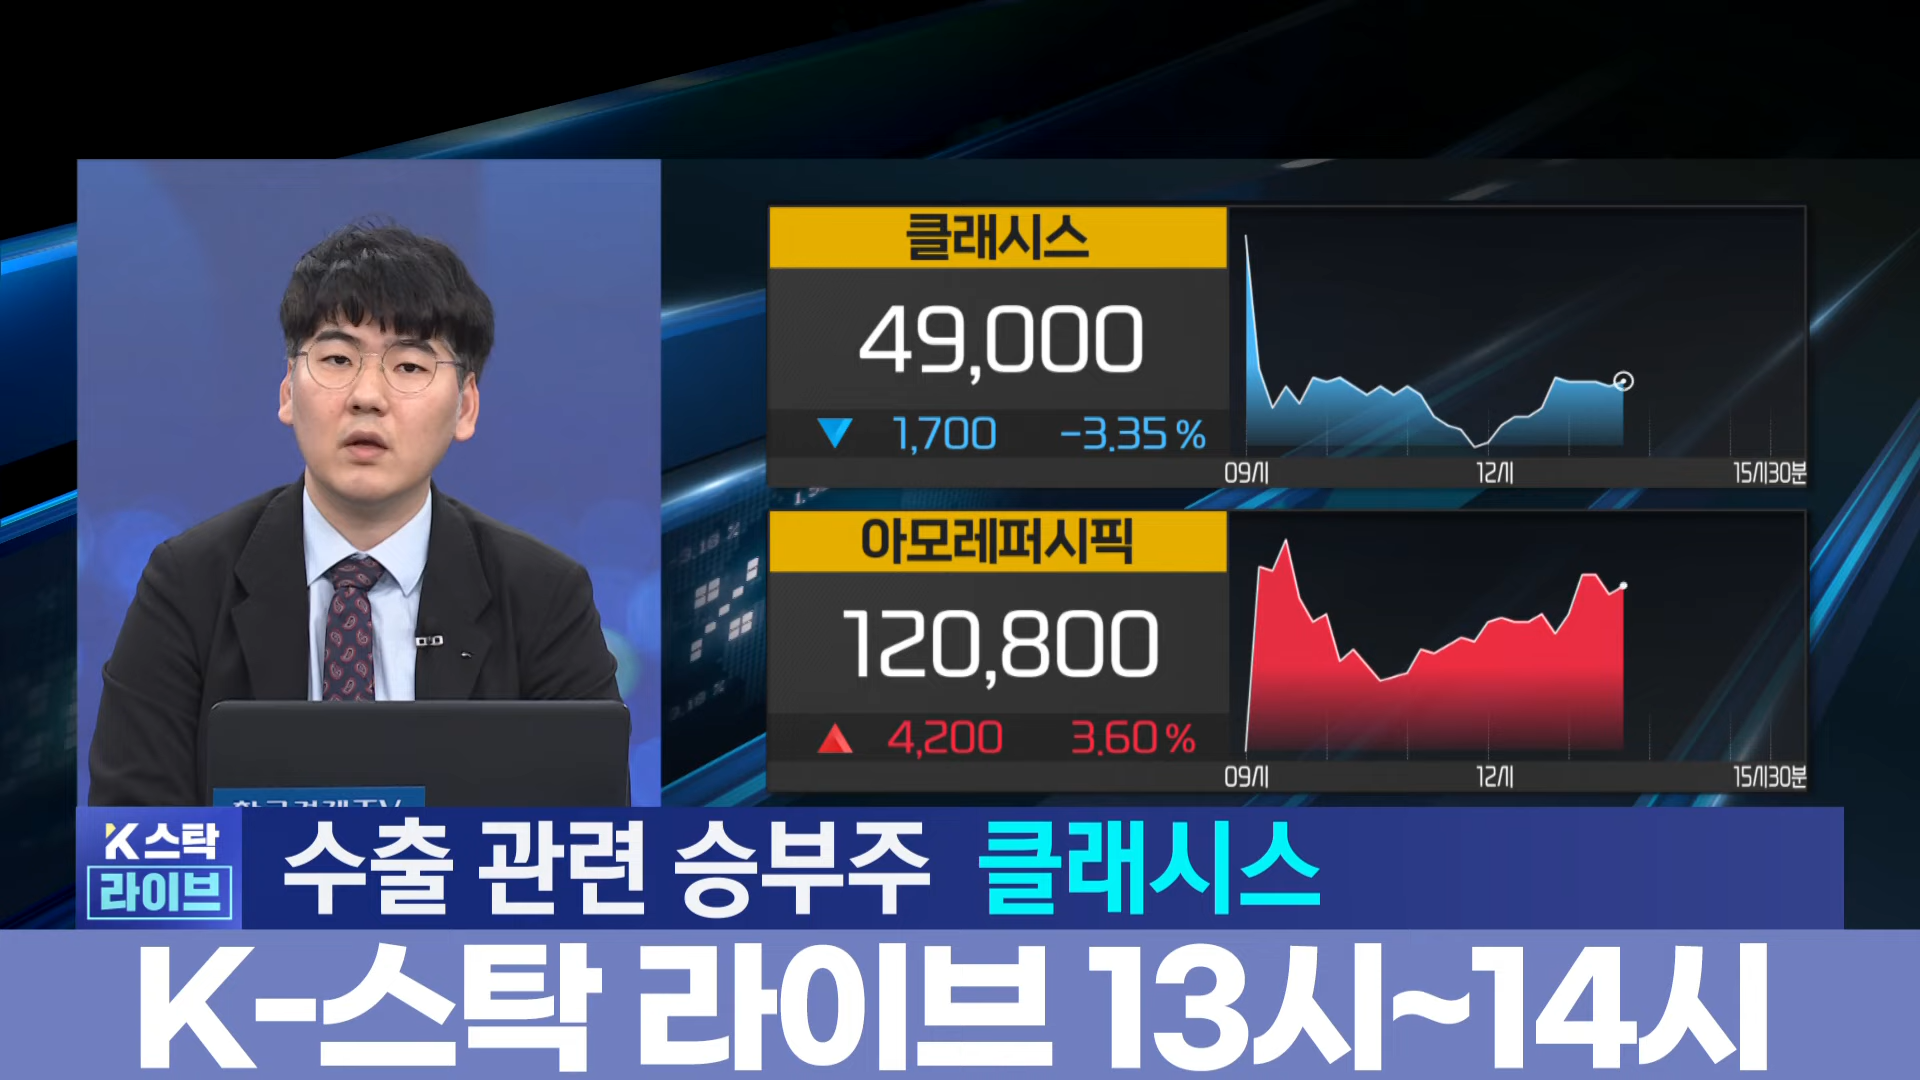 클래시스
49,000
▼ 1,700 -3.35%
09시 12시 15시30분
아모레퍼시픽
120,800
▲ 4,200 3.60%
09시 12시 15시30분
K스탁
라이브
수출 관련 승부주 클래시스
K-스탁 라이브 13시~14시